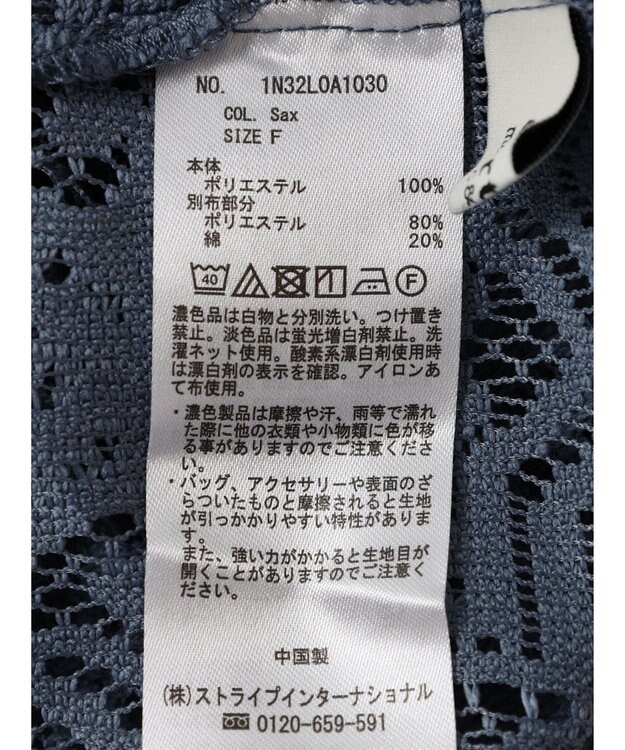 NO. 1N32L0A1030
COL. Sax
SIZE F
本体
ポリエステル 100%
別布部分
ポリエステル 80%
綿 20%
40 F
濃色品は白物と分別洗い。つけ置き
禁止。淡色品は蛍光増白剤禁止。洗
濯ネット使用。酸素系漂白剤使用時
は漂白剤の表示を確認。アイロンあ
て布使用。
・濃色製品は摩擦や汗、雨等で濡れ
た際に他の衣類や小物類に色が移
る事がありますのでご注意くださ
い。
・バッグ、アクセサリーや表面のざ
らついたものと摩擦されると生地
が引っかかりやすい特性がありま
す。
また、強い力がかかると生地目が
開くことがありますのでご注意く
ださい。
中国製
(株)ストライプインターナショナル
0120-659-591